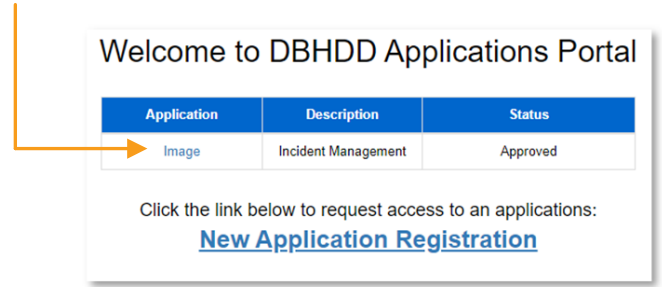 Welcome to DBHDD Applications Portal
Application Description Status
Image Incident Management Approved
Click the link below to request access to an applications:
New Application Registration